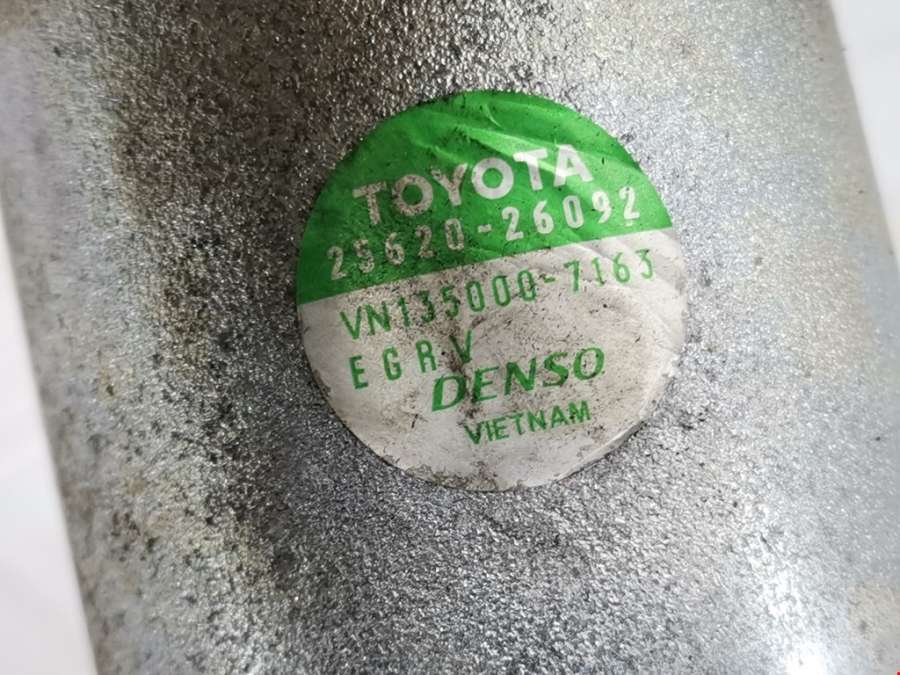 TOYOTA
25620-26092
VN135000-7163
EGRV
DENSO
VIETNAM